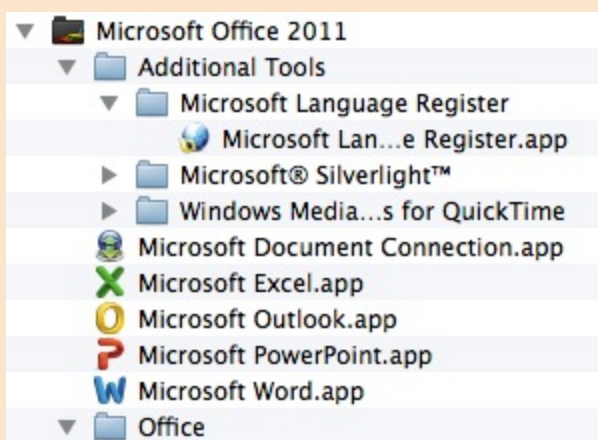 Microsoft Office 2011
Additional Tools
Microsoft Language Register
Microsoft Lan...e Register.app
Microsoft® Silverlight™
Windows Media...s for QuickTime
Microsoft Document Connection.app
Microsoft Excel.app
Microsoft Outlook.app
Microsoft PowerPoint.app
Microsoft Word.app
Office